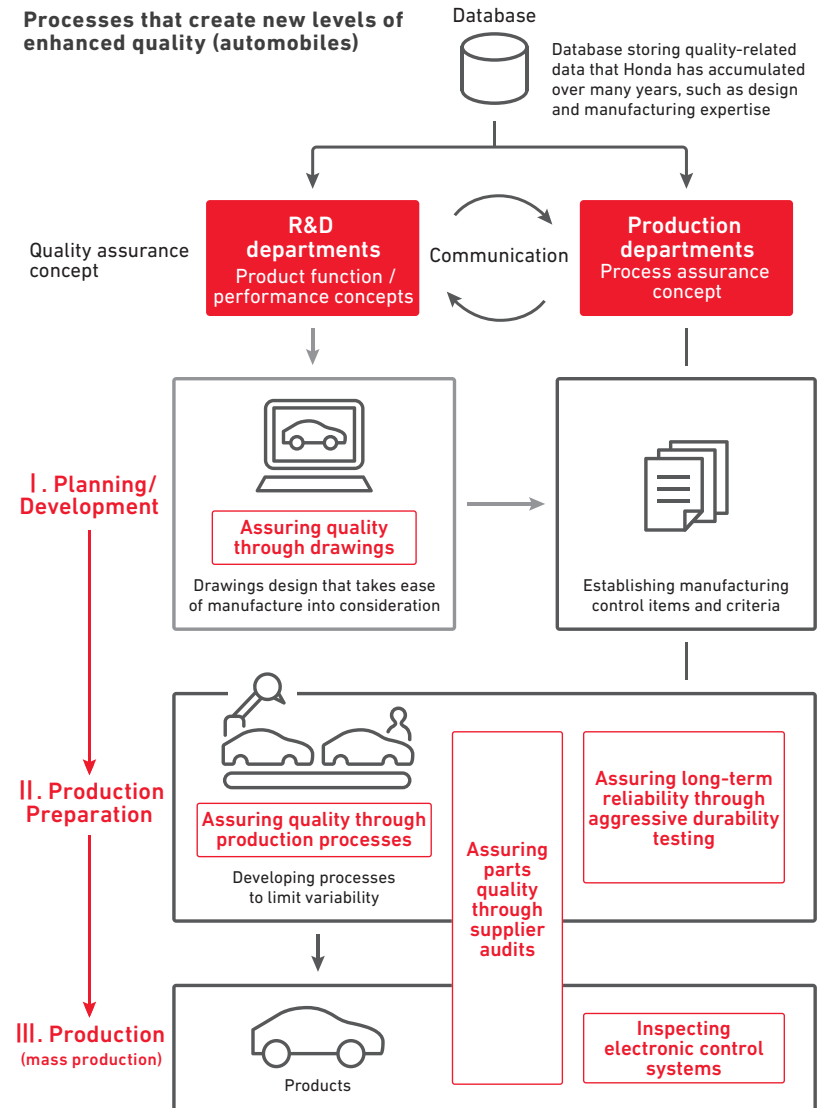 Processes that create new levels of
enhanced quality (automobiles)
Database
Database storing quality-related
data that Honda has accumulated
over many years, such as design
and manufacturing expertise
Quality assurance
concept
R&D
departments
Product function /
performance concepts
Communication
Production
departments
Process assurance
concept
Ⅰ. Planning/
Development
Assuring quality
through drawings
Drawings design that takes ease
of manufacture into consideration
Establishing manufacturing
control items and criteria
Ⅱ. Production
Preparation
Assuring quality through
production processes
Developing processes
to limit variability
Assuring
parts
quality
through
supplier
audits
Assuring long-term
reliability through
aggressive durability
testing
Ⅲ. Production
(mass production)
Products
Inspecting
electronic control
systems